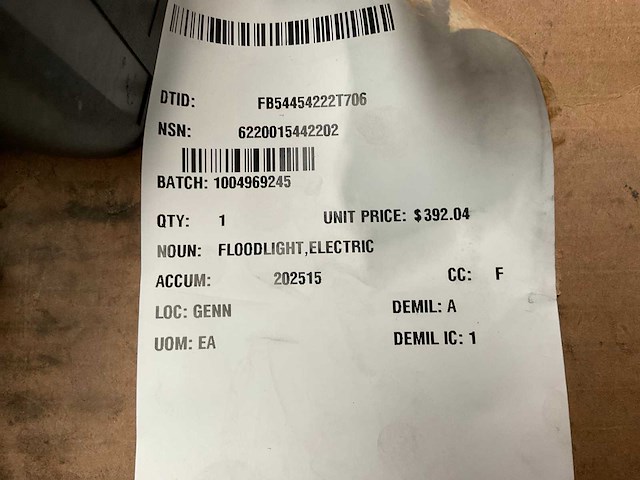 DTID: FB54454222T706
NSN: 6220015442202
BATCH: 1004969245
QTY: 1 UNIT PRICE: $392.04
NOUN: FLOODLIGHT,ELECTRIC
ACCUM: 202515 CC: F
LOC: GENN DEMIL: A
UOM: EA DEMIL IC: 1